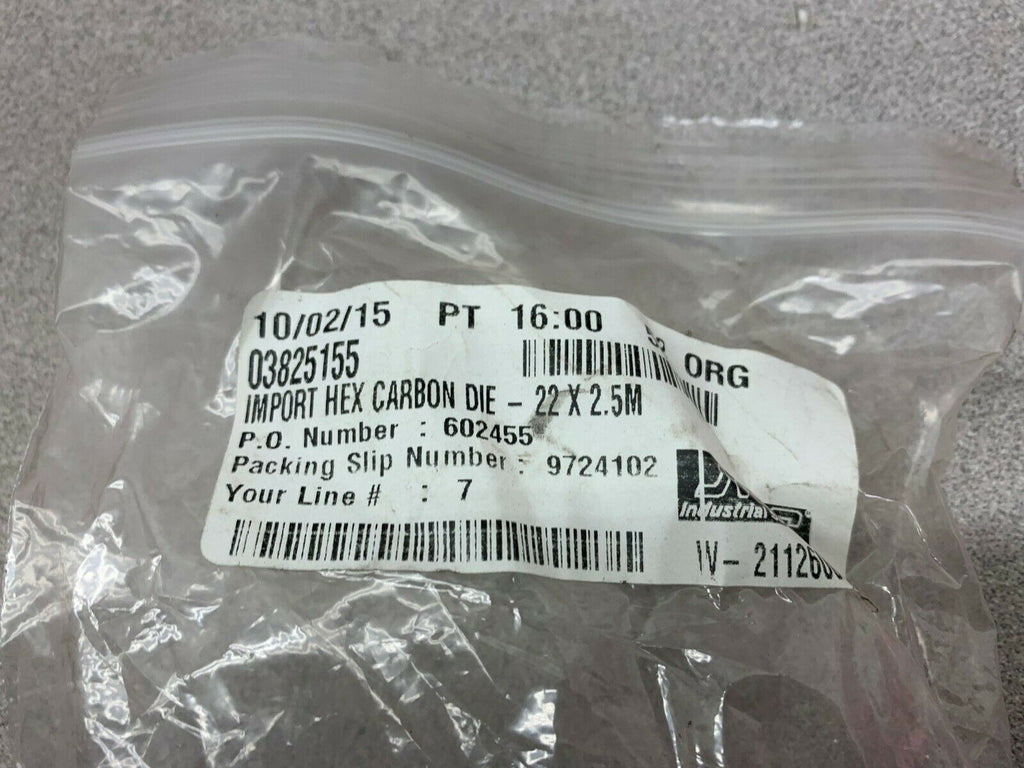 10/02/15 PT 16:00
03825155 ORG
IMPORT HEX CARBON DIE - 22 X 2.5M
P.O. Number : 602455
Packing Slip Number : 9724102
Your Line # : 7
Industrial